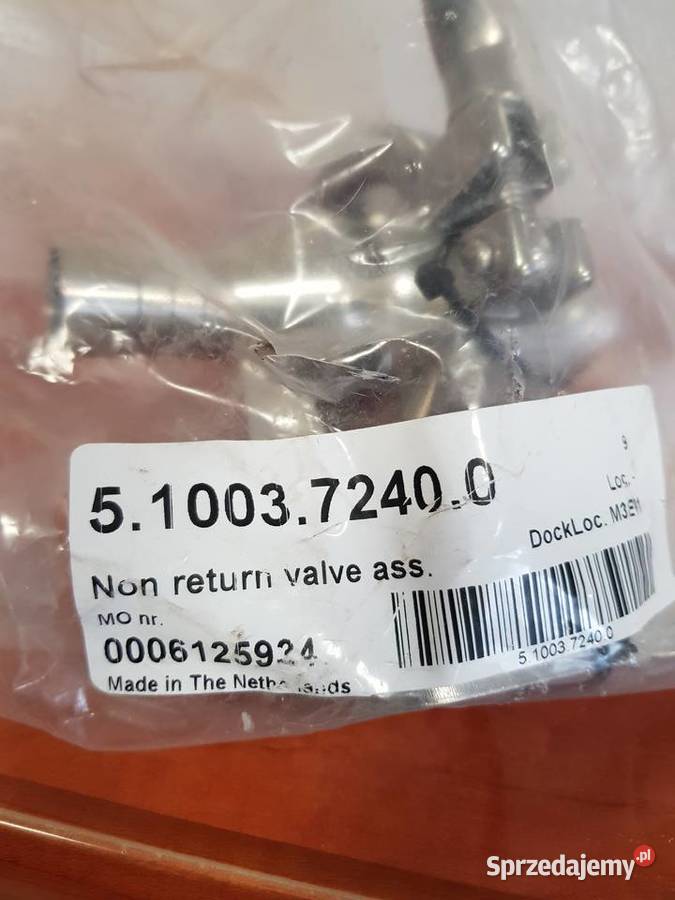 9
Loc. -
5.1003.7240.0
DockLoc.
Non return valve ass.
MO nr.
0006125924
5 1003 7240 0
Made in The Netherlands
Sprzedajemy.pl